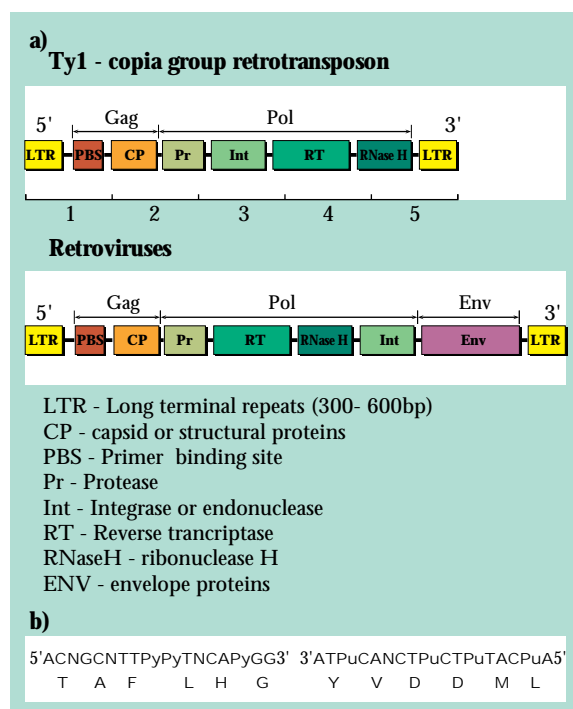 a)
Ty1 - copia group retrotransposon
5' Gag Pol 3'
LTR PBS CP Pr Int RT RNase H LTR
1 2 3 4 5
Retroviruses
5' Gag Pol Env 3'
LTR PBS CP Pr RT RNase H Int Env LTR
LTR - Long terminal repeats (300- 600bp)
CP - capsid or structural proteins
PBS - Primer binding site
Pr - Protease
Int - Integrase or endonuclease
RT - Reverse trancriptase
RNaseH - ribonuclease H
ENV - envelope proteins
b)
5'ACNGCNTTPyPyTNCAPyGG3' 3'ATPuCANCTPuCTPuTACPuA5'
T A F L H G Y V D D M L